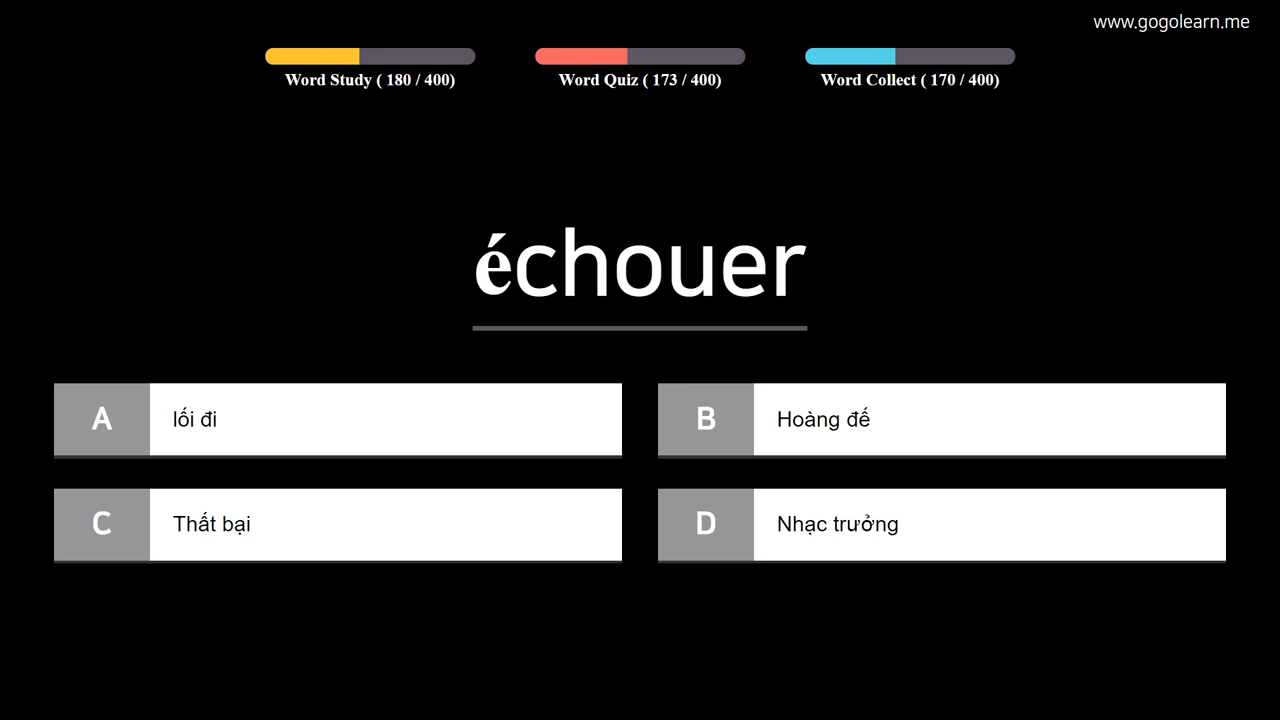 www.gogolearn.me
Word Study ( 180 / 400) Word Quiz ( 173 / 400) Word Collect ( 170 / 400)
échouer
A lối đi
B Hoàng đế
C Thất bại
D Nhạc trưởng